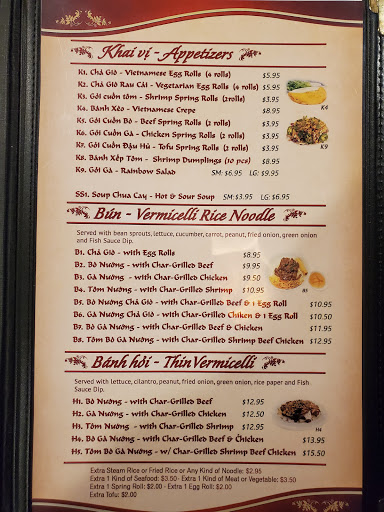 Khai vị - Appetizers
K1. Chả Giò - Vietnamese Egg Rolls (4 rolls) $5.95
K2. Chả Giò Rau Cải - Vegetarian Egg Rolls (4 rolls) $5.95
K3. Gỏi cuốn tôm - Shrimp Spring Rolls (2rolls) $3.95
K4. Bánh Xèo - Vietnamese Crepe $8.95
K5. Gỏi Cuốn Bò - Beef Spring Rolls (2 rolls) $3.95
K6. Gỏi Cuốn Gà - Chicken Spring Rolls (2 rolls) $3.95
K7. Gỏi Cuốn Đậu Hủ - Tofu Spring Rolls (2 rolls) $3.95
K8. Bánh Xếp Tôm - Shrimp Dumplings (10 pcs) $8.95
K9. Gỏi Gà - Rainbow Salad SM: $6.95 LG: $9.95
K4
K9
SS1. Soup Chua Cay - Hot & Sour Soup SM: $3.95 LG: $6.95
Bún - Vermicelli Rice Noodle
Served with bean sprouts, lettuce, cucumber, carrot, peanut, fried onion, green onion
and Fish Sauce Dip.
B1. Chả Giò - with Egg Rolls $8.95
B2. Bò Nướng - with Char-Grilled Beef $9.95
B3. Gà Nướng - with Char-Grilled Chicken $9.50
B4. Tôm Nướng - with Char-Grilled Shrimp $10.95
B5. Bò Nướng Chả Giò - with Char-Grilled Beef & 1 Egg Roll $10.95
B6. Gà Nướng Chả Giò - with Char-Grilled Chiken & 1 Egg Roll $10.50
B7. Bò Gà Nướng - with Char-Grilled Beef & Chicken $11.95
B8. Tôm Bò Gà Nướng - with Char-Grilled Shrimp Beef Chicken $12.95
Bánh hỏi - Thin Vermicelli
Served with lettuce, cilantro, peanut, fried onion, green onion, rice paper and Fish
Sauce Dip.
H1. Bò Nướng - with Char-Grilled Beef $12.95
H2. Gà Nướng - with Char-Grilled Chicken $12.50
H3. Tôm Nướng - with Char-Grilled Shrimp $12.95
H4. Bò Gà Nướng - with Char-Grilled Beef & Chicken $13.95
H5. Tôm Bò Gà Nướng - w/ Char-Grilled Shrimp Beef Chicken $15.50
H4
Extra Steam Rice or Fried Rice or Any Kind of Noodle: $2.95
Extra 1 Kind of Seafood: $3.50 - Extra 1 Kind of Meat or Vegetable: $3.50
Extra 1 Spring Roll: $2.00 - Extra 1 Egg Roll: $2.00
Extra Tofu: $2.00